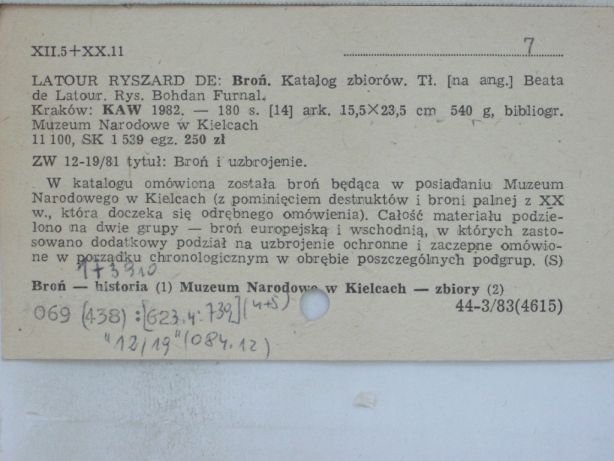 XII.5+XX.11
7
LATOUR RYSZARD DE: Broń. Katalog zbiorów. Tł. [na ang.] Beata
de Latour. Rys. Bohdan Furnal.
Kraków: KAW 1982. — 180 s. [14] ark. 15,5×23,5 cm 540 g, bibliogr.
Muzeum Narodowe w Kielcach
11 100, SK 1 539 egz. 250 zł
ZW 12-19/81 tytuł: Broń i uzbrojenie.
W katalogu omówiona została broń będąca w posiadaniu Muzeum
Narodowego w Kielcach (z pominięciem destruktów i broni palnej z XX
w., która doczeka się odrębnego omówienia). Całość materiału podzie-
lono na dwie grupy — broń europejską i wschodnią, w których zasto-
sowano dodatkowy podział na uzbrojenie ochronne i zaczepne omówio-
ne w porządku chronologicznym w obrębie poszczególnych podgrup. (S)
Broń — historia (1) Muzeum Narodowe w Kielcach — zbiory (2)
44-3/83(4615)
069 (438) :[623.4:739](4+5)
"12/19"(084.12)